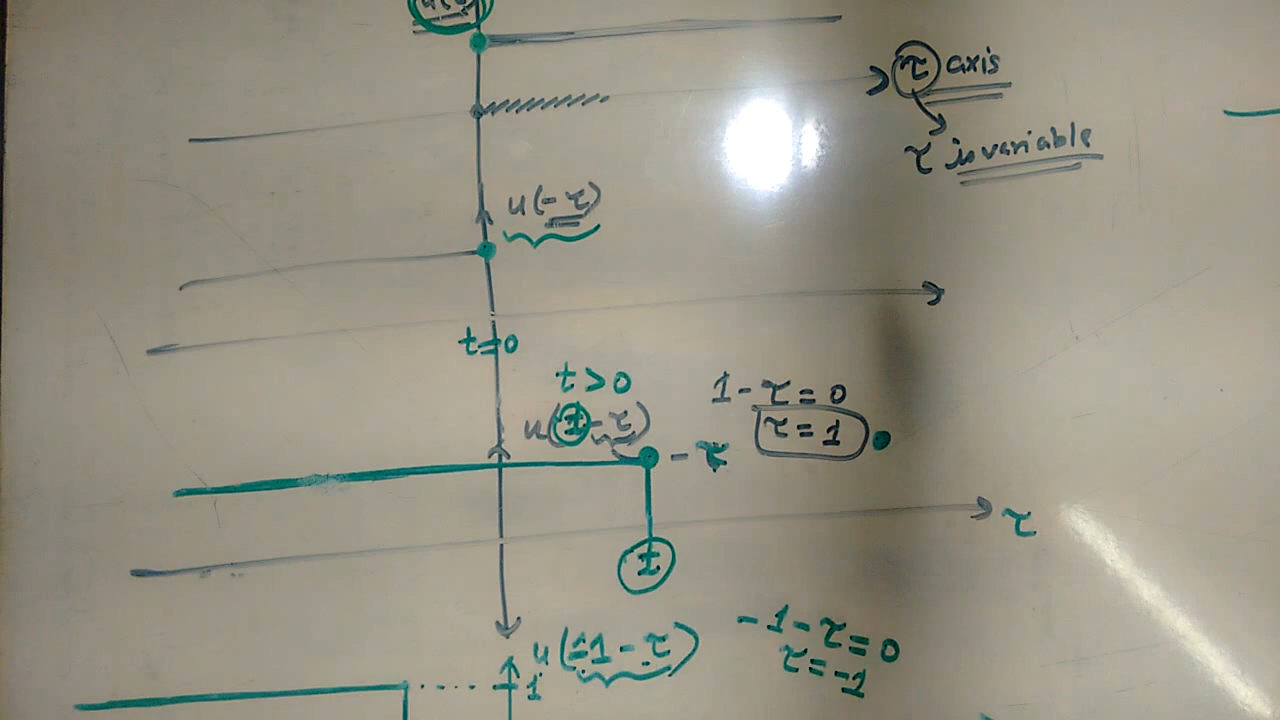 τ axis
τ is variable
u(-τ)
t=0
t>0
u(1-τ)
1-τ=0
τ=1
-τ
τ
1
u(-1-τ)
-1-τ=0
τ=-1
1